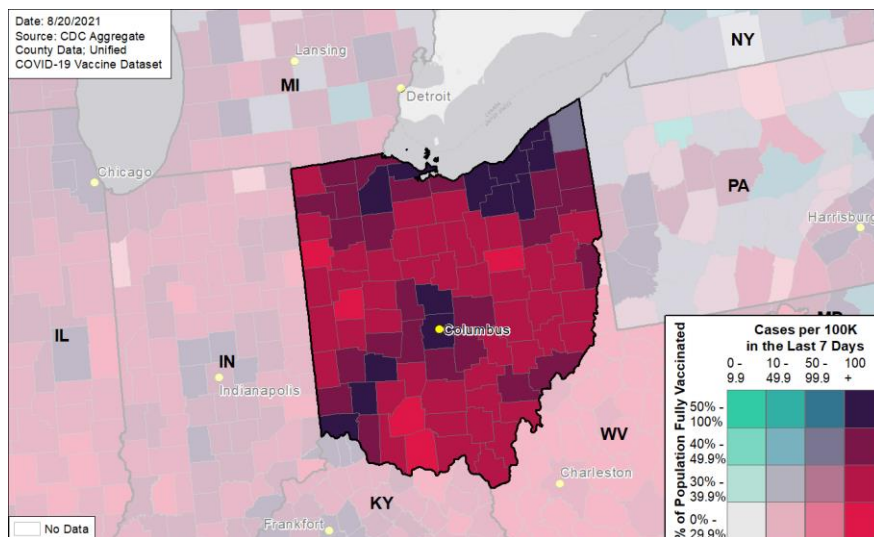 Date: 8/20/2021
Source: CDC Aggregate
County Data; Unified
COVID-19 Vaccine Dataset
Lansing
MI
Detroit
NY
Chicago
PA
Harrisburg
Columbus
IL
IN
Indianapolis
MD
WV
Charleston
KY
Frankfort
No Data
Cases per 100K
in the Last 7 Days
0 -
9.9
10 -
49.9
50 -
99.9
100
+
% of Population Fully Vaccinated
50% -
100%
40% -
49.9%
30% -
39.9%
0% -
29.9%